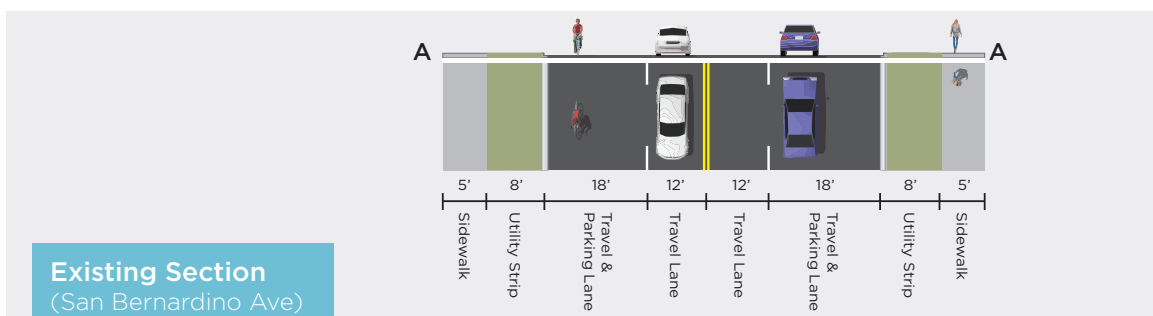 A A
5' 8' 18' 12' 12' 18' 8' 5'
Sidewalk
Utility Strip
Travel &
Parking Lane
Travel Lane
Travel Lane
Travel &
Parking Lane
Utility Strip
Sidewalk
Existing Section
(San Bernardino Ave)